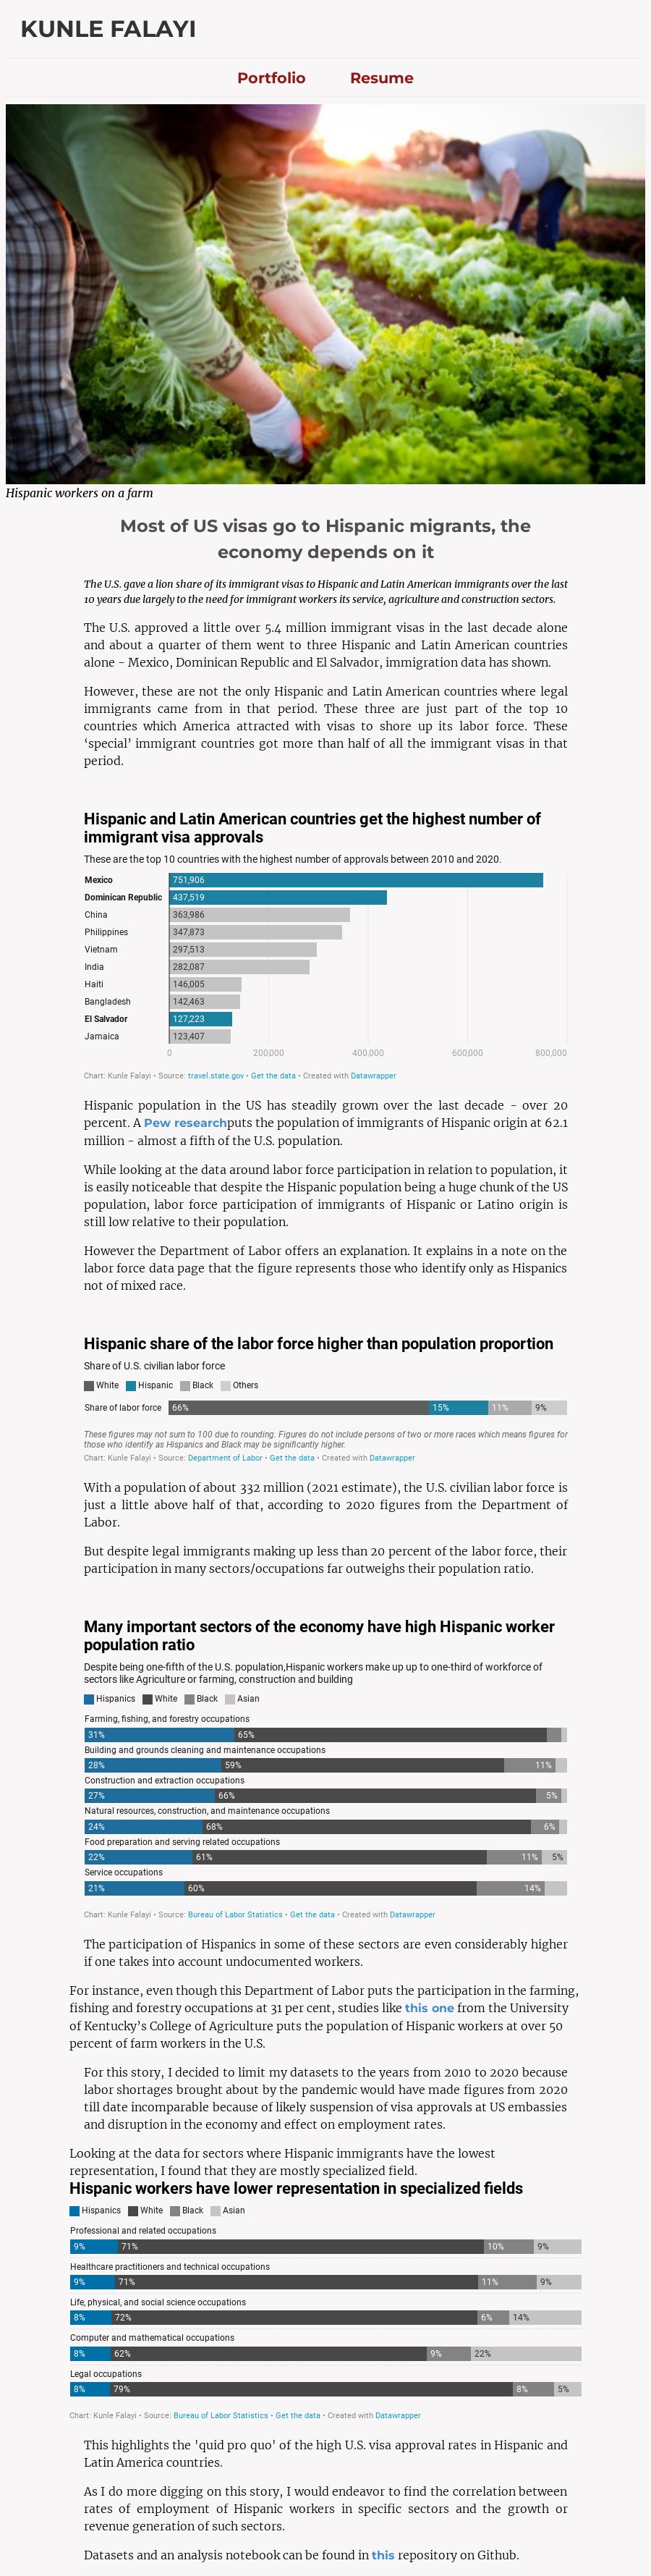 KUNLE FALAYI
Portfolio Resume
Hispanic workers on a farm
Most of US visas go to Hispanic migrants, the
economy depends on it
The U.S. gave a lion share of its immigrant visas to Hispanic and Latin American immigrants over the last
10 years due largely to the need for immigrant workers its service, agriculture and construction sectors.
The U.S. approved a little over 5.4 million immigrant visas in the last decade alone
and about a quarter of them went to three Hispanic and Latin American countries
alone - Mexico, Dominican Republic and El Salvador, immigration data has shown.
However, these are not the only Hispanic and Latin American countries where legal
immigrants came from in that period. These three are just part of the top 10
countries which America attracted with visas to shore up its labor force. These
‘special’ immigrant countries got more than half of all the immigrant visas in that
period.
Hispanic and Latin American countries get the highest number of
immigrant visa approvals
These are the top 10 countries with the highest number of approvals between 2010 and 2020.
Mexico 751,906
Dominican Republic 437,519
China 363,986
Philippines 347,873
Vietnam 297,513
India 282,087
Haiti 146,005
Bangladesh 142,463
El Salvador 127,223
Jamaica 123,407
0 200,000 400,000 600,000 800,000
Chart: Kunle Falayi • Source: travel.state.gov • Get the data • Created with Datawrapper
Hispanic population in the US has steadily grown over the last decade - over 20
percent. A Pew researchputs the population of immigrants of Hispanic origin at 62.1
million - almost a fifth of the U.S. population.
While looking at the data around labor force participation in relation to population, it
is easily noticeable that despite the Hispanic population being a huge chunk of the US
population, labor force participation of immigrants of Hispanic or Latino origin is
still low relative to their population.
However the Department of Labor offers an explanation. It explains in a note on the
labor force data page that the figure represents those who identify only as Hispanics
not of mixed race.
Hispanic share of the labor force higher than population proportion
Share of U.S. civilian labor force
White Hispanic Black Others
Share of labor force 66% 15% 11% 9%
These figures may not sum to 100 due to rounding. Figures do not include persons of two or more races which means figures for
those who identify as Hispanics and Black may be significantly higher.
Chart: Kunle Falayi • Source: Department of Labor • Get the data • Created with Datawrapper
With a population of about 332 million (2021 estimate), the U.S. civilian labor force is
just a little above half of that, according to 2020 figures from the Department of
Labor.
But despite legal immigrants making up less than 20 percent of the labor force, their
participation in many sectors/occupations far outweighs their population ratio.
Many important sectors of the economy have high Hispanic worker
population ratio
Despite being one-fifth of the U.S. population,Hispanic workers make up up to one-third of workforce of
sectors like Agriculture or farming, construction and building
Hispanics White Black Asian
Farming, fishing, and forestry occupations
31% 65%
Building and grounds cleaning and maintenance occupations
28% 59% 11%
Construction and extraction occupations
27% 66% 5%
Natural resources, construction, and maintenance occupations
24% 68% 6%
Food preparation and serving related occupations
22% 61% 11% 5%
Service occupations
21% 60% 14%
Chart: Kunle Falayi • Source: Bureau of Labor Statistics • Get the data • Created with Datawrapper
The participation of Hispanics in some of these sectors are even considerably higher
if one takes into account undocumented workers.
For instance, even though this Department of Labor puts the participation in the farming,
fishing and forestry occupations at 31 per cent, studies like this one from the University
of Kentucky’s College of Agriculture puts the population of Hispanic workers at over 50
percent of farm workers in the U.S.
For this story, I decided to limit my datasets to the years from 2010 to 2020 because
labor shortages brought about by the pandemic would have made figures from 2020
till date incomparable because of likely suspension of visa approvals at US embassies
and disruption in the economy and effect on employment rates.
Looking at the data for sectors where Hispanic immigrants have the lowest
representation, I found that they are mostly specialized field.
Hispanic workers have lower representation in specialized fields
Hispanics White Black Asian
Professional and related occupations
9% 71% 10% 9%
Healthcare practitioners and technical occupations
9% 71% 11% 9%
Life, physical, and social science occupations
8% 72% 6% 14%
Computer and mathematical occupations
8% 62% 9% 22%
Legal occupations
8% 79% 8% 5%
Chart: Kunle Falayi • Source: Bureau of Labor Statistics • Get the data • Created with Datawrapper
This highlights the 'quid pro quo' of the high U.S. visa approval rates in Hispanic and
Latin America countries.
As I do more digging on this story, I would endeavor to find the correlation between
rates of employment of Hispanic workers in specific sectors and the growth or
revenue generation of such sectors.
Datasets and an analysis notebook can be found in this repository on Github.